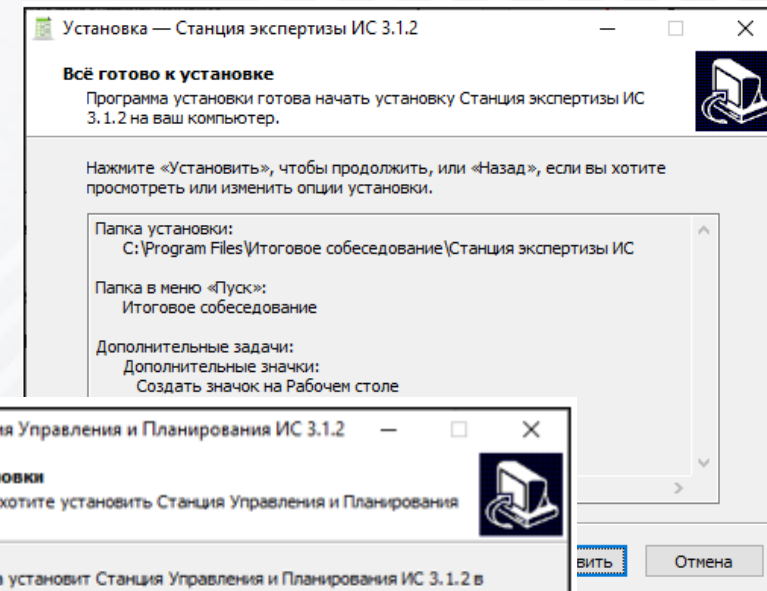 Установка — Станция экспертизы ИС 3.1.2
Всё готово к установке
Программа установки готова начать установку Станция экспертизы ИС
3.1.2 на ваш компьютер.
Нажмите «Установить», чтобы продолжить, или «Назад», если вы хотите
просмотреть или изменить опции установки.
Папка установки:
C:\Program Files\Итоговое собеседование\Станция экспертизы ИС
Папка в меню «Пуск»:
Итоговое собеседование
Дополнительные задачи:
Дополнительные значки:
Создать значок на Рабочем столе
Управления и Планирования ИС 3.1.2
хотите установить Станция Управления и Планирования
установит Станция Управления и Планирования ИС 3.1.2 в
Отмена